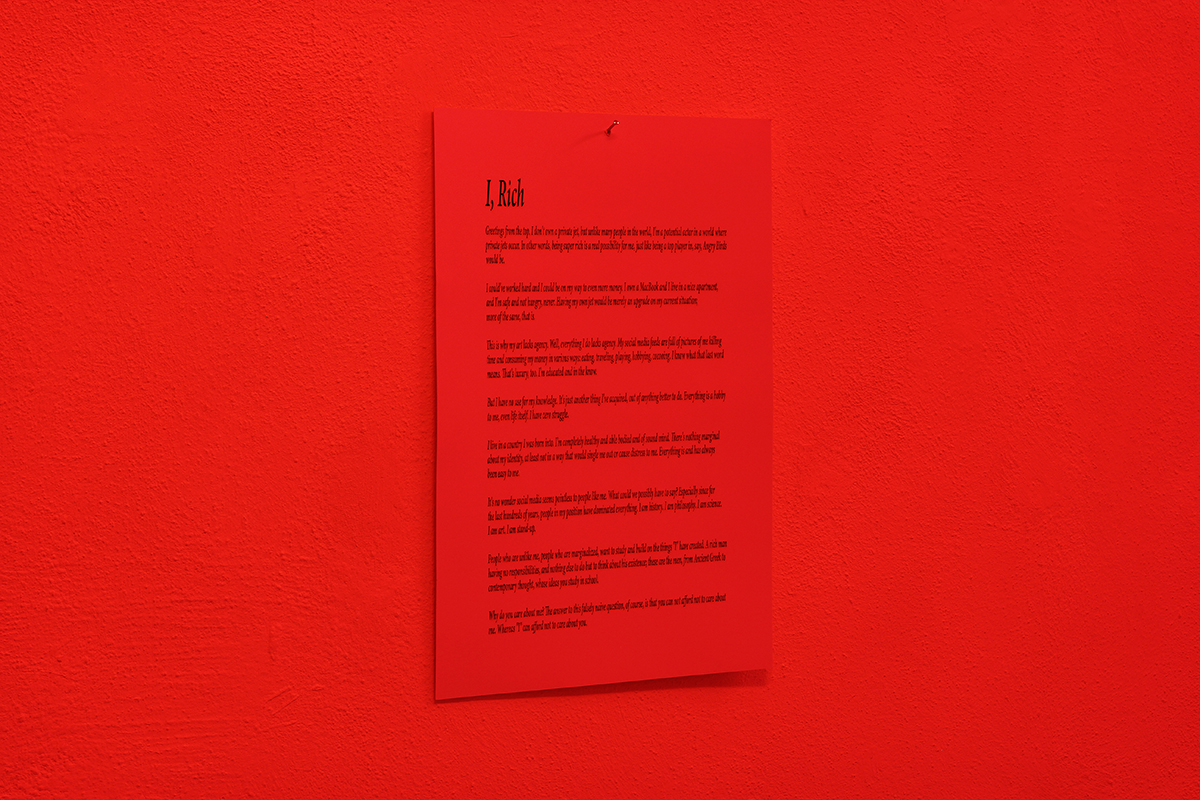 I, Rich
Greetings from the top. I don't own a private jet, but unlike many people in the world, I'm a potential actor in a world where
private jets occur. In other words, being super rich is a real possibility for me, just like being a top player in, say, Angry Birds
would be.
I could've worked hard and I could be on my way to even more money. I own a MacBook and I live in a nice apartment,
and I'm safe and not hungry, never. Having my own jet would be merely an upgrade on my current situation;
more of the same, that is.
This is why my art lacks agency. Well, everything I do lacks agency. My social media feeds are full of pictures of me killing
time and consuming my money in various ways: eating, traveling, playing, hobbying, cocooning. I know what that last word
means. That's luxury, too. I'm educated and in the know.
But I have no use for my knowledge. It's just another thing I've acquired, out of anything better to do. Everything is a hobby
to me, even life itself. I have zero struggle.
I live in a country I was born into. I'm completely healthy and able bodied and of sound mind. There's nothing marginal
about my identity, at least not in a way that would single me out or cause distress to me. Everything is and has always
been easy to me.
It's no wonder social media seems pointless to people like me. What could we possibly have to say? Especially since for
the last hundreds of years, people in my position have dominated everything. I am history. I am philosophy. I am science.
I am art. I am stand-up.
People who are unlike me, people who are marginalized, want to study and build on the things "I" have created. A rich man
having no responsibilities, and nothing else to do but to think about his existence; these are the men, from Ancient Greek to
contemporary thought, whose ideas you study in school.
Why do you care about me? The answer to this falsely naive question, of course, is that you can not afford not to care about
me. Whereas "I" can afford not to care about you.